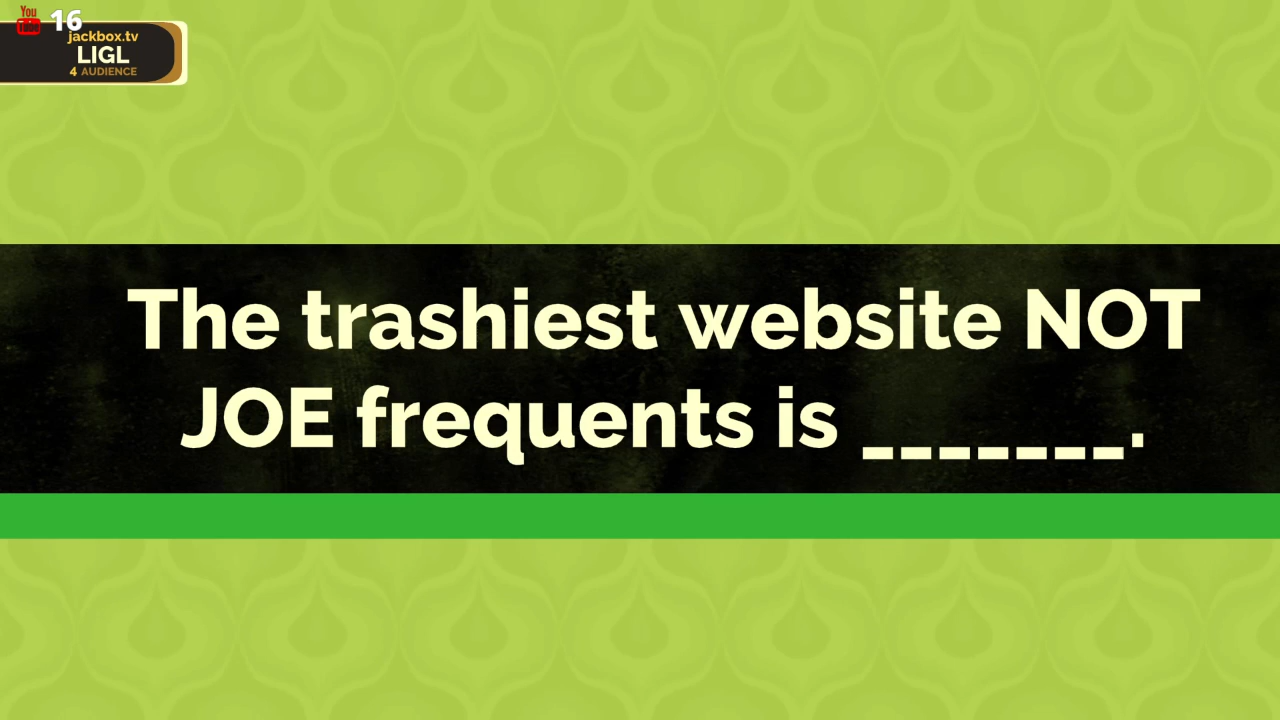 You
Tube 16
jackbox.tv
LIGL
4 AUDIENCE
The trashiest website NOT
JOE frequents is _______.